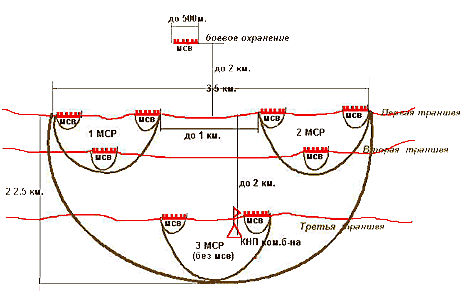 до 500м.
боевое охранение
мсв
до 2 км.
3.5 км.
Первая траншея
мсв
мсв
мсв
мсв
1 МСР
2 МСР
до 1 км.
Вторая траншея
мсв
мсв
2 2.5 км.
до 2 км.
мсв
мсв
Третья траншея
3 МСР
(без мсв)
КНП ком.б-на